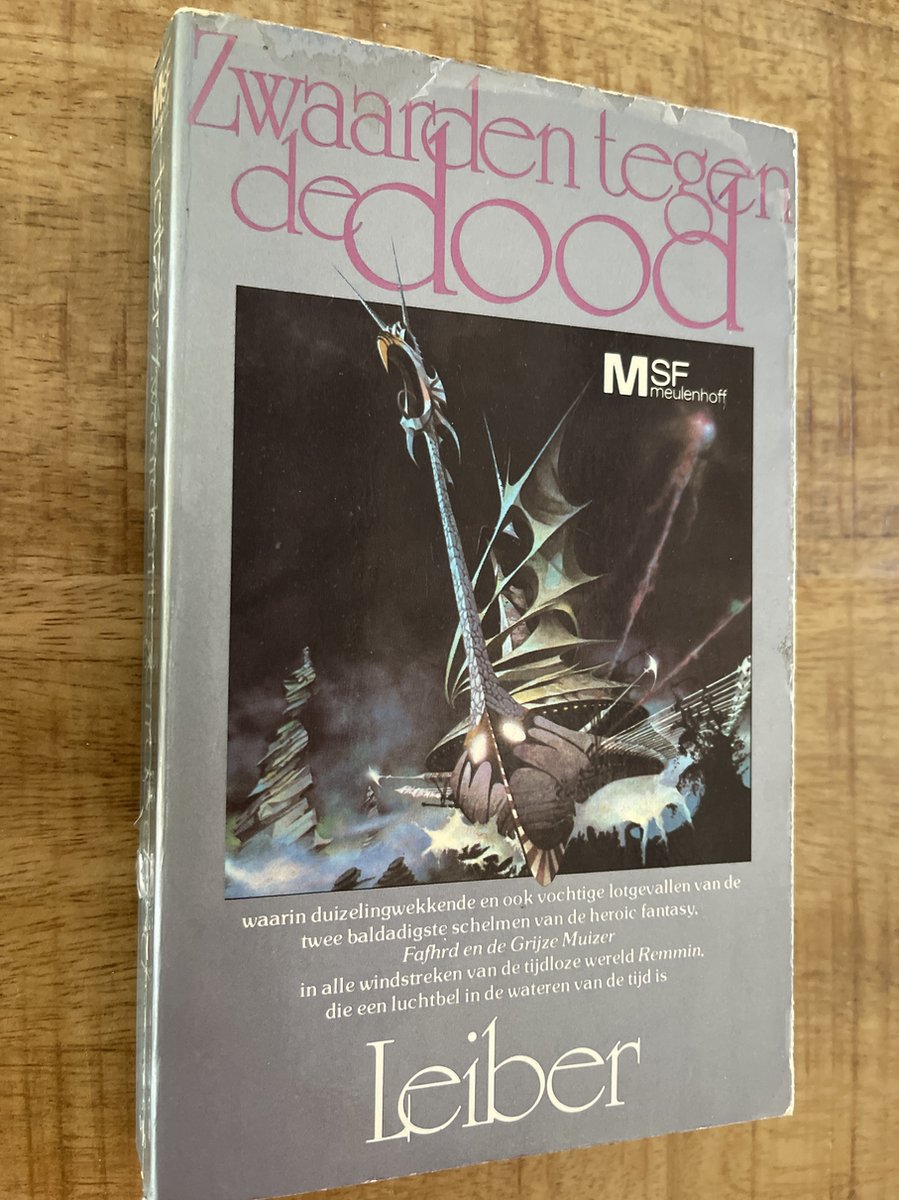 Zwaarden tegen
de dood
MSF
meulenhoff
waarin duizelingwekkende en ook vochtige lotgevallen van de
twee baldadigste schelmen van de heroic fantasy,
Fafhrd en de Grijze Muizer
in alle windstreken van de tijdloze wereld Remmin,
die een luchtbel in de wateren van de tijd is
Leiber